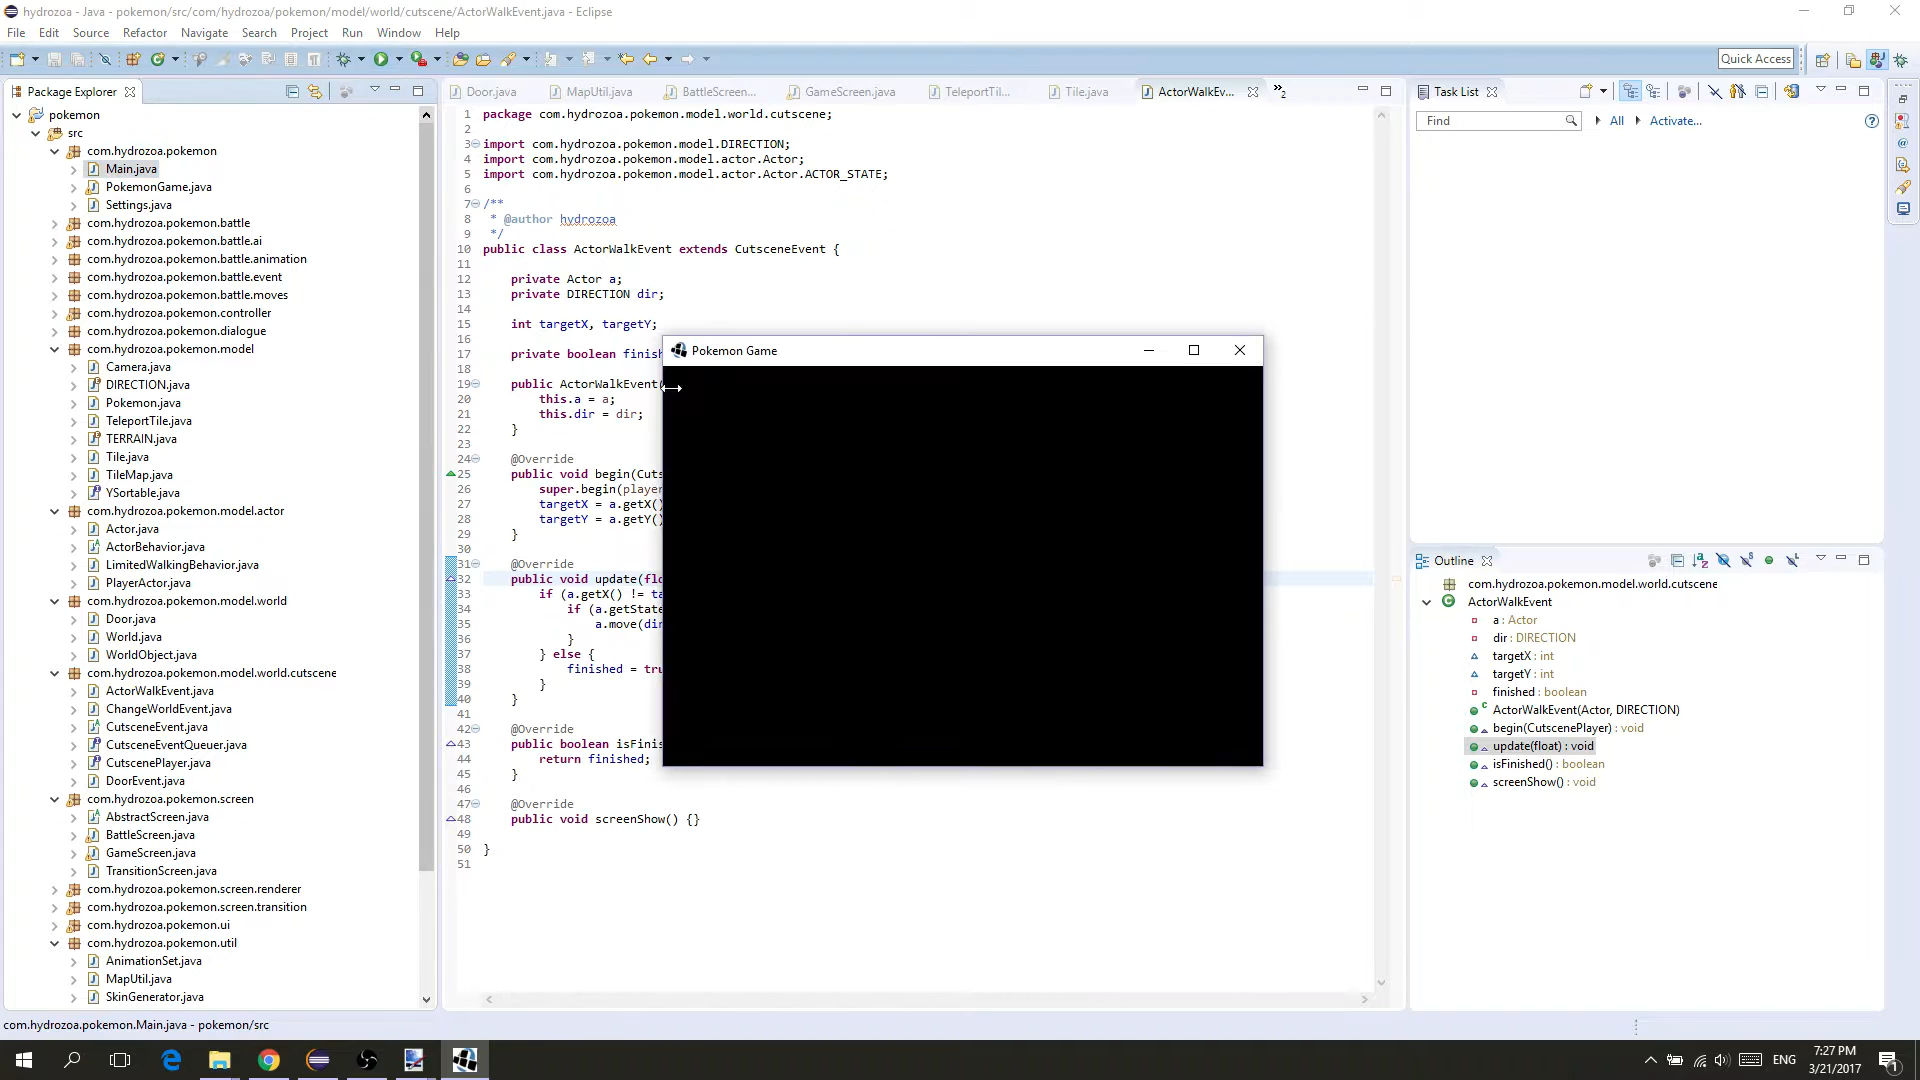 hydrozoa - Java - pokemon/src/com/hydrozoa/pokemon/model/world/cutscene/ActorWalkEvent.java - Eclipse
File Edit Source Refactor Navigate Search Project Run Window Help
Quick Access
Package Explorer
pokemon
src
com.hydrozoa.pokemon
Main.java
PokemonGame.java
Settings.java
com.hydrozoa.pokemon.battle
com.hydrozoa.pokemon.battle.ai
com.hydrozoa.pokemon.battle.animation
com.hydrozoa.pokemon.battle.event
com.hydrozoa.pokemon.battle.moves
com.hydrozoa.pokemon.controller
com.hydrozoa.pokemon.dialogue
com.hydrozoa.pokemon.model
Camera.java
DIRECTION.java
Pokemon.java
TeleportTile.java
TERRAIN.java
Tile.java
TileMap.java
YSortable.java
com.hydrozoa.pokemon.model.actor
Actor.java
ActorBehavior.java
LimitedWalkingBehavior.java
PlayerActor.java
com.hydrozoa.pokemon.model.world
Door.java
World.java
WorldObject.java
com.hydrozoa.pokemon.model.world.cutscene
ActorWalkEvent.java
ChangeWorldEvent.java
CutsceneEvent.java
CutsceneEventQueuer.java
CutscenePlayer.java
DoorEvent.java
com.hydrozoa.pokemon.screen
AbstractScreen.java
BattleScreen.java
GameScreen.java
TransitionScreen.java
com.hydrozoa.pokemon.screen.renderer
com.hydrozoa.pokemon.screen.transition
com.hydrozoa.pokemon.ui
com.hydrozoa.pokemon.util
AnimationSet.java
MapUtil.java
SkinGenerator.java
Door.java MapUtil.java BattleScreen... GameScreen.java TeleportTil... Tile.java ActorWalkEv... »2
1 package com.hydrozoa.pokemon.model.world.cutscene;
2
3 import com.hydrozoa.pokemon.model.DIRECTION;
4 import com.hydrozoa.pokemon.model.actor.Actor;
5 import com.hydrozoa.pokemon.model.actor.Actor.ACTOR_STATE;
6
7 /**
8 * @author hydrozoa
9 */
10 public class ActorWalkEvent extends CutsceneEvent {
11
12 private Actor a;
13 private DIRECTION dir;
14
15 int targetX, targetY;
16
17 private boolean finish
18
19 public ActorWalkEvent(
20 this.a = a;
21 this.dir = dir;
22 }
23
24 @Override
25 public void begin(Cuts
26 super.begin(player
27 targetX = a.getX()
28 targetY = a.getY()
29 }
30
31 @Override
32 public void update(flo
33 if (a.getX() != ta
34 if (a.getState
35 a.move(dir
36 }
37 } else {
38 finished = tru
39 }
40 }
41
42 @Override
43 public boolean isFinis
44 return finished;
45 }
46
47 @Override
48 public void screenShow() {}
49
50 }
51
Pokemon Game
Task List
Find All Activate...
Outline
com.hydrozoa.pokemon.model.world.cutscene
ActorWalkEvent
a : Actor
dir : DIRECTION
targetX : int
targetY : int
finished : boolean
ActorWalkEvent(Actor, DIRECTION)
begin(CutscenePlayer) : void
update(float) : void
isFinished() : boolean
screenShow() : void
com.hydrozoa.pokemon.Main.java - pokemon/src
ENG
7:27 PM
3/21/2017
1